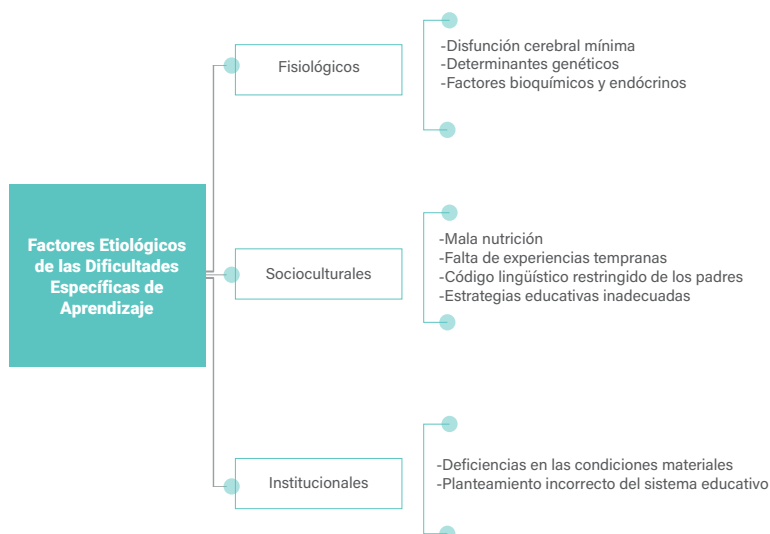 Factores Etiológicos
de las Dificultades
Específicas de
Aprendizaje
Fisiológicos
-Disfunción cerebral mínima
-Determinantes genéticos
-Factores bioquímicos y endócrinos
Socioculturales
-Mala nutrición
-Falta de experiencias tempranas
-Código lingüístico restringido de los padres
-Estrategias educativas inadecuadas
Institucionales
-Deficiencias en las condiciones materiales
-Planteamiento incorrecto del sistema educativo